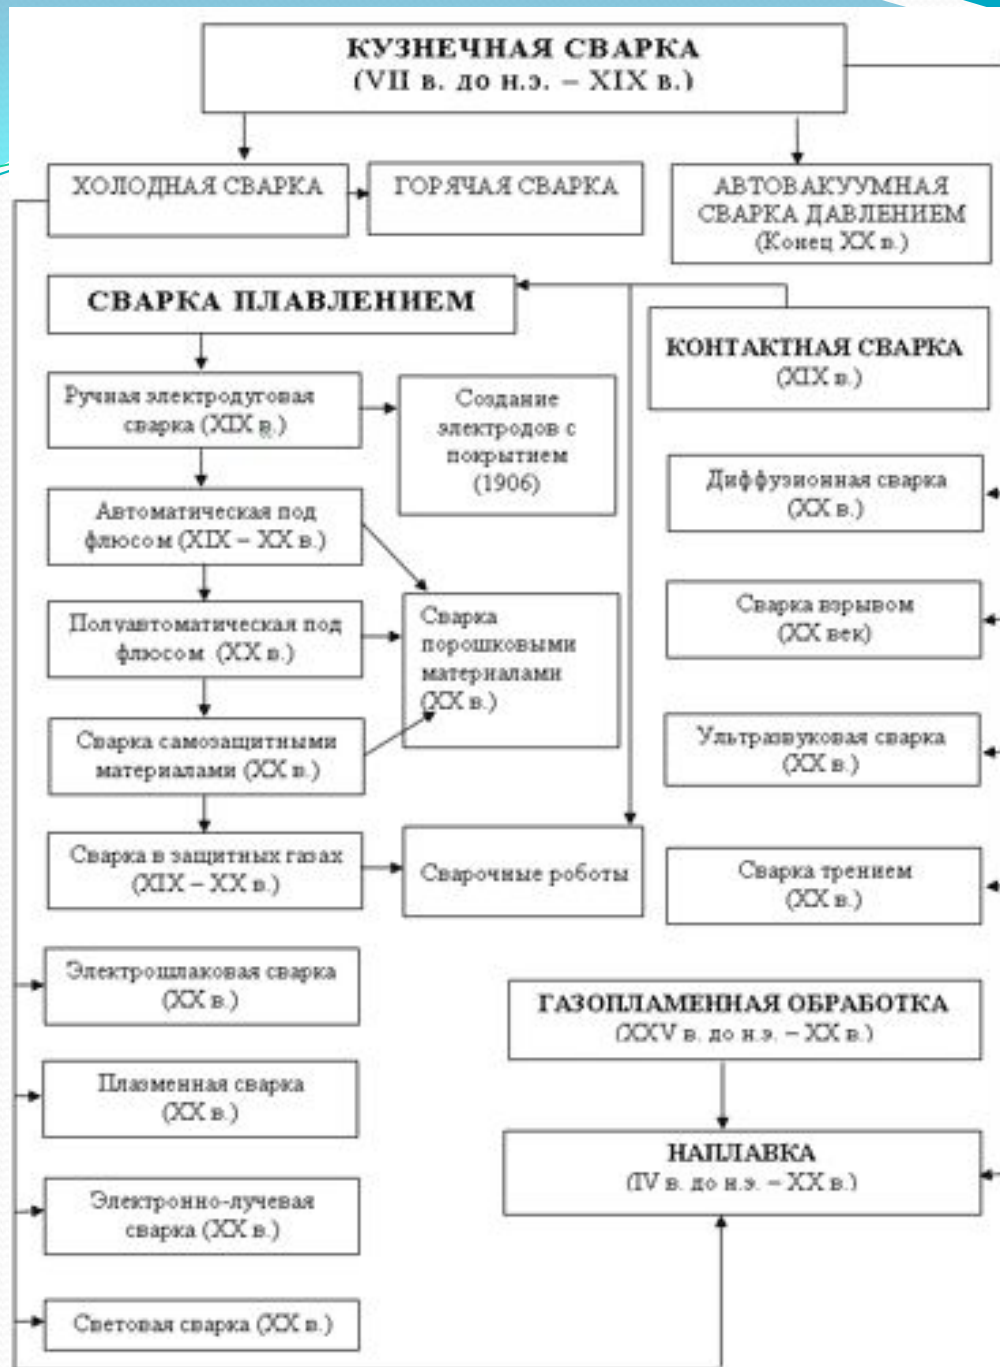 КУЗНЕЧНАЯ СВАРКА
(VII в. до н.э. – XIX в.)
ХОЛОДНАЯ СВАРКА
ГОРЯЧАЯ СВАРКА
АВТОВАКУУМНАЯ
СВАРКА ДАВЛЕНИЕМ
(Конец XX в.)
СВАРКА ПЛАВЛЕНИЕМ
КОНТАКТНАЯ СВАРКА
(XIX в.)
Ручная электродуговая
сварка (XIX в.)
Создание
электродов с
покрытием
(1906)
Диффузионная сварка
(XX в.)
Автоматическая под
флюсом (XIX – XX в.)
Сварка взрывом
(XX век)
Полуавтоматическая под
флюсом (XX в.)
Сварка
порошковыми
материалами
(XX в.)
Сварка самозащитными
материалами (XX в.)
Ультразвуковая сварка
(XX в.)
Сварка в защитных газах
(XIX – XX в.)
Сварочные роботы
Сварка трением
(XX в.)
Электрошлаковая сварка
(XX в.)
ГАЗОПЛАМЕННАЯ ОБРАБОТКА
(XXV в. до н.э. – XX в.)
Плазменная сварка
(XX в.)
НАПЛАВКА
(IV в. до н.э. – XX в.)
Электронно-лучевая
сварка (XX в.)
Световая сварка (XX в.)